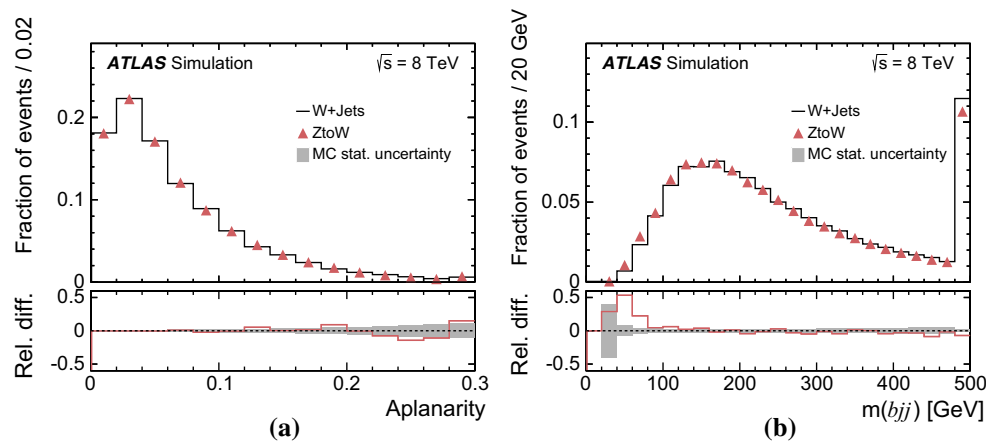 Fraction of events / 0.02
0.2
0.1
0
ATLAS Simulation
√s = 8 TeV
W+Jets
ZtoW
MC stat. uncertainty
Rel. diff.
0.5
0
-0.5
0 0.1 0.2 0.3
Aplanarity
(a)
Fraction of events / 20 GeV
0.1
0.05
0
ATLAS Simulation
√s = 8 TeV
W+Jets
ZtoW
MC stat. uncertainty
Rel. diff.
0.5
0
-0.5
0 100 200 300 400 500
m(bjj) [GeV]
(b)